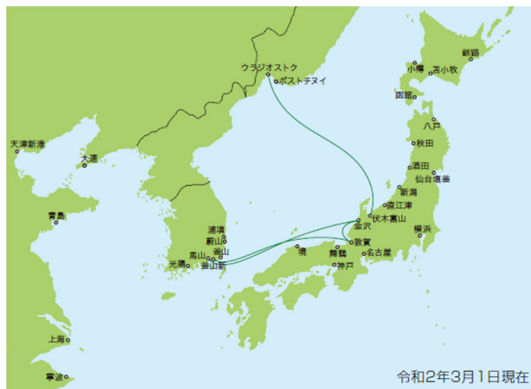 ウラジオストク
ボストチヌイ
釧路
小樽
苫小牧
函館
八戸
秋田
天津新港
大連
酒田
仙台塩釜
新潟
直江津
青島
伏木富山
金沢
浦項
蔚山
横浜
敦賀
釜山
馬山
境
舞鶴
名古屋
光陽
釜山新
神戸
上海
寧波
令和2年3月1日現在